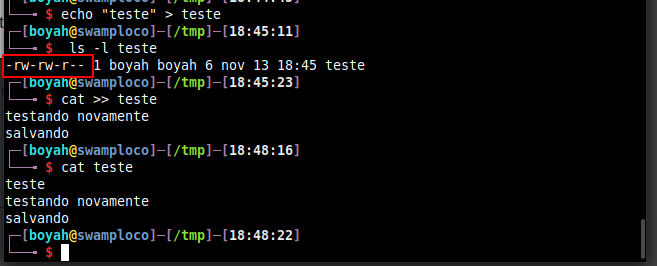 $ echo "teste" > teste
┌─[boyah@swamploco]─[/tmp]─[18:45:11]
└──╼ $ ls -l teste
-rw-rw-r-- 1 boyah boyah 6 nov 13 18:45 teste
┌─[boyah@swamploco]─[/tmp]─[18:45:23]
└──╼ $ cat >> teste
testando novamente
salvando
┌─[boyah@swamploco]─[/tmp]─[18:48:16]
└──╼ $ cat teste
teste
testando novamente
salvando
┌─[boyah@swamploco]─[/tmp]─[18:48:22]
└──╼ $